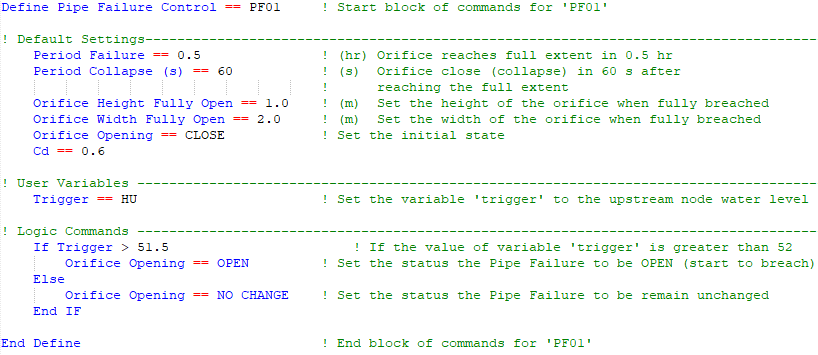 Define Pipe Failure Control == PF01 ! Start block of commands for 'PF01'
! Default Settings------------------------------------------------------------------------------------
Period Failure == 0.5 ! (hr) Orifice reaches full extent in 0.5 hr
Period Collapse (s) == 60 ! (s) Orifice close (collapse) in 60 s after
! reaching the full extent
Orifice Height Fully Open == 1.0 ! (m) Set the height of the orifice when fully breached
Orifice Width Fully Open == 2.0 ! (m) Set the width of the orifice when fully breached
Orifice Opening == CLOSE ! Set the initial state
Cd == 0.6
! User Variables -------------------------------------------------------------------------------------
Trigger == HU ! Set the variable 'trigger' to the upstream node water level
! Logic Commands -------------------------------------------------------------------------------------
If Trigger > 51.5 ! If the value of variable 'trigger' is greater than 52
Orifice Opening == OPEN ! Set the status the Pipe Failure to be OPEN (start to breach)
Else
Orifice Opening == NO CHANGE ! Set the status the Pipe Failure to be remain unchanged
End IF
End Define ! End block of commands for 'PF01'